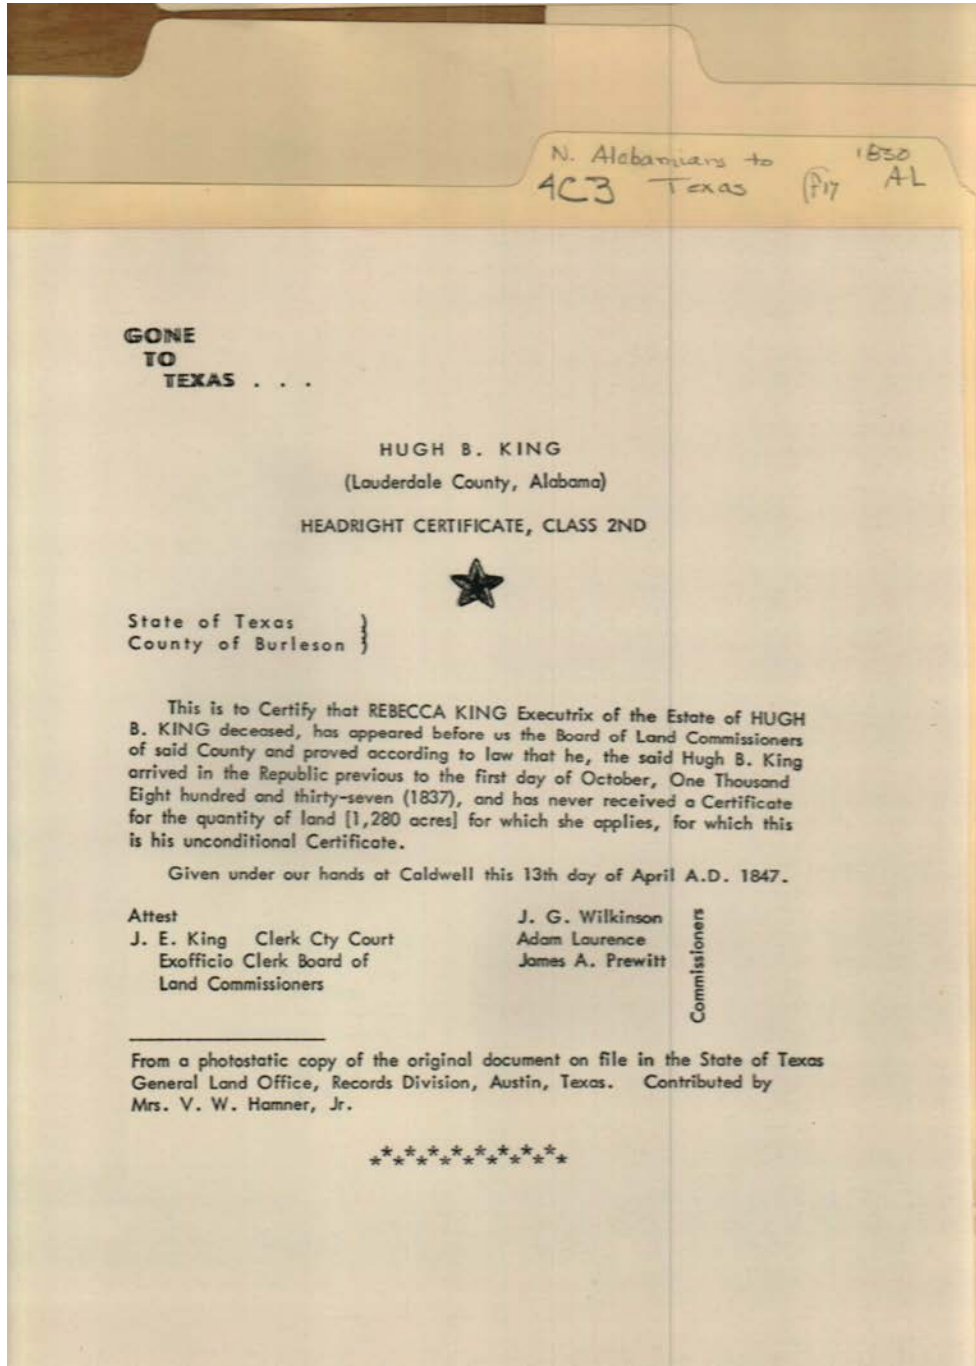 N. Alabamians to 1830
4C3 Texas P17 AL
GONE
TO
TEXAS . . .
HUGH B. KING
(Lauderdale County, Alabama)
HEADRIGHT CERTIFICATE, CLASS 2ND
State of Texas }
County of Burleson }
This is to Certify that REBECCA KING Executrix of the Estate of HUGH
B. KING deceased, has appeared before us the Board of Land Commissioners
of said County and proved according to law that he, the said Hugh B. King
arrived in the Republic previous to the first day of October, One Thousand
Eight hundred and thirty-seven (1837), and has never received a Certificate
for the quantity of land [1,280 acres] for which she applies, for which this
is his unconditional Certificate.
Given under our hands at Caldwell this 13th day of April A.D. 1847.
Attest
J. E. King Clerk Cty Court
Exofficio Clerk Board of
Land Commissioners
J. G. Wilkinson
Adam Laurence
James A. Prewitt
Commissioners
From a photostatic copy of the original document on file in the State of Texas
General Land Office, Records Division, Austin, Texas. Contributed by
Mrs. V. W. Hamner, Jr.
*****************